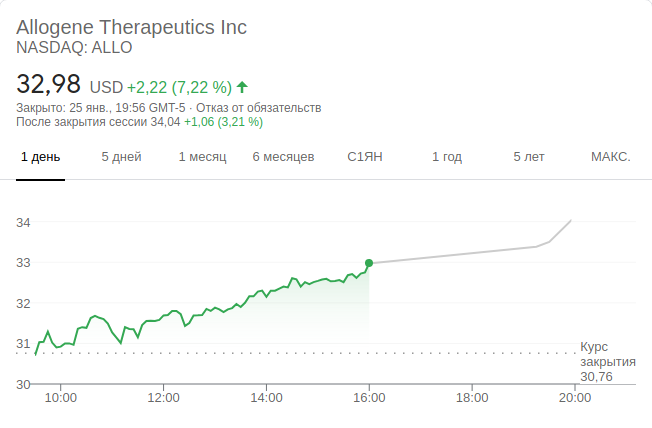 Allogene Therapeutics Inc
NASDAQ: ALLO
32,98 USD +2,22 (7,22 %)
Закрыто: 25 янв., 19:56 GMT-5 · Отказ от обязательств
После закрытия сессии 34,04 +1,06 (3,21 %)
1 день 5 дней 1 месяц 6 месяцев С1ЯН 1 год 5 лет МАКС.
34
33
32
31
30
Курс
закрытия
30,76
10:00 12:00 14:00 16:00 18:00 20:00